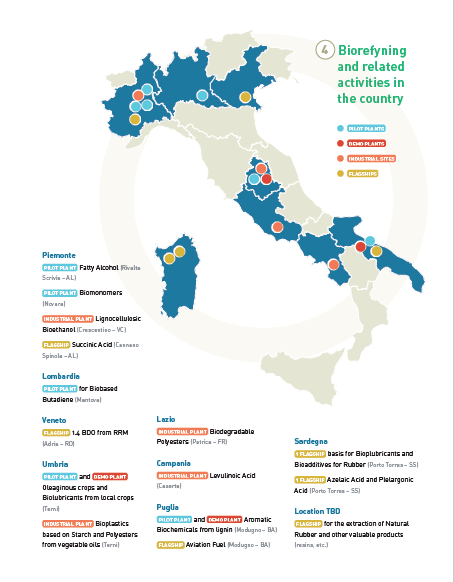 4 Biorefyning
and related
activities in
the country
PILOT PLANTS
DEMO PLANTS
INDUSTRIAL SITES
FLAGSHIPS
Piemonte
PILOT PLANT Fatty Alcohol (Rivalta
Scrivia – AL)
PILOT PLANT Biomonomers
(Novara)
INDUSTRIAL PLANT Lignocellulosic
Bioethanol (Crescentino – VC)
FLAGSHIP Succinic Acid (Cassano
Spinola – AL)
Lombardia
PILOT PLANT for Biobased
Butadiene (Mantova)
Veneto
FLAGSHIP 1.4 BDO from RRM
(Adria – RO)
Umbria
PILOT PLANT and DEMO PLANT
Oleaginous crops and
Biolubricants from local crops
(Terni)
INDUSTRIAL PLANT Bioplastics
based on Starch and Polyesters
from vegetable oils (Terni)
Lazio
INDUSTRIAL PLANT Biodegradable
Polyesters (Patrica – FR)
Campania
INDUSTRIAL PLANT Levulinoic Acid
(Caserta)
Puglia
PILOT PLANT and DEMO PLANT Aromatic
Biochemicals from lignin (Modugno – BA)
FLAGSHIP Aviation Fuel (Modugno – BA)
Sardegna
1 FLAGSHIP basis for Bioplubricants and
Bioadditives for Rubber (Porto Torres – SS)
1 FLAGSHIP Azelaic Acid and Pelargonic
Acid (Porto Torres – SS)
Location TBD
FLAGSHIP for the extraction of Natural
Rubber and other valuable products
(resins, etc.)